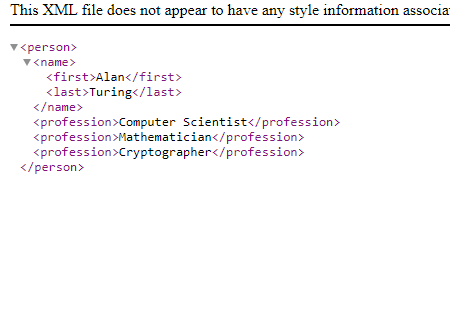 This XML file does not appear to have any style information
<person>
<name>
<first>Alan</first>
<last>Turing</last>
</name>
<profession>Computer Scientist</profession>
<profession>Mathematician</profession>
<profession>Cryptographer</profession>
</person>